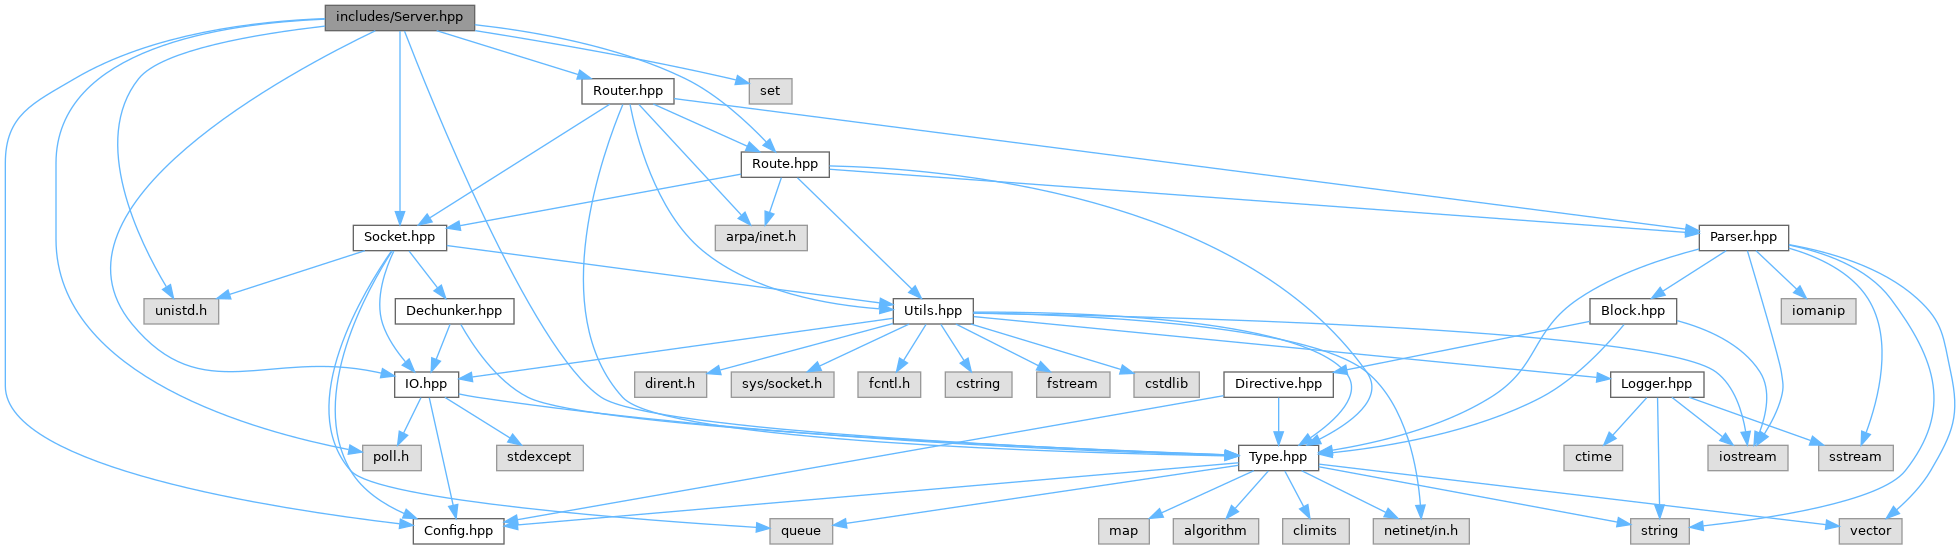 includes/Server.hpp
Router.hpp
set
Route.hpp
Socket.hpp
arpa/inet.h
Parser.hpp
unistd.h
Dechunker.hpp
Utils.hpp
Block.hpp
iomanip
IO.hpp
dirent.h
sys/socket.h
fcntl.h
cstring
fstream
cstdlib
Directive.hpp
Logger.hpp
poll.h
stdexcept
Type.hpp
ctime
iostream
sstream
Config.hpp
queue
map
algorithm
climits
netinet/in.h
string
vector